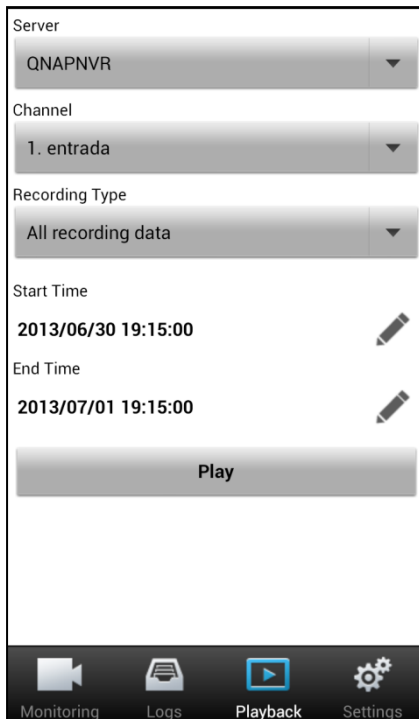 Server
QNAPNVR
Channel
1. entrada
Recording Type
All recording data
Start Time
2013/06/30 19:15:00
End Time
2013/07/01 19:15:00
Play
Monitoring Logs Playback Settings